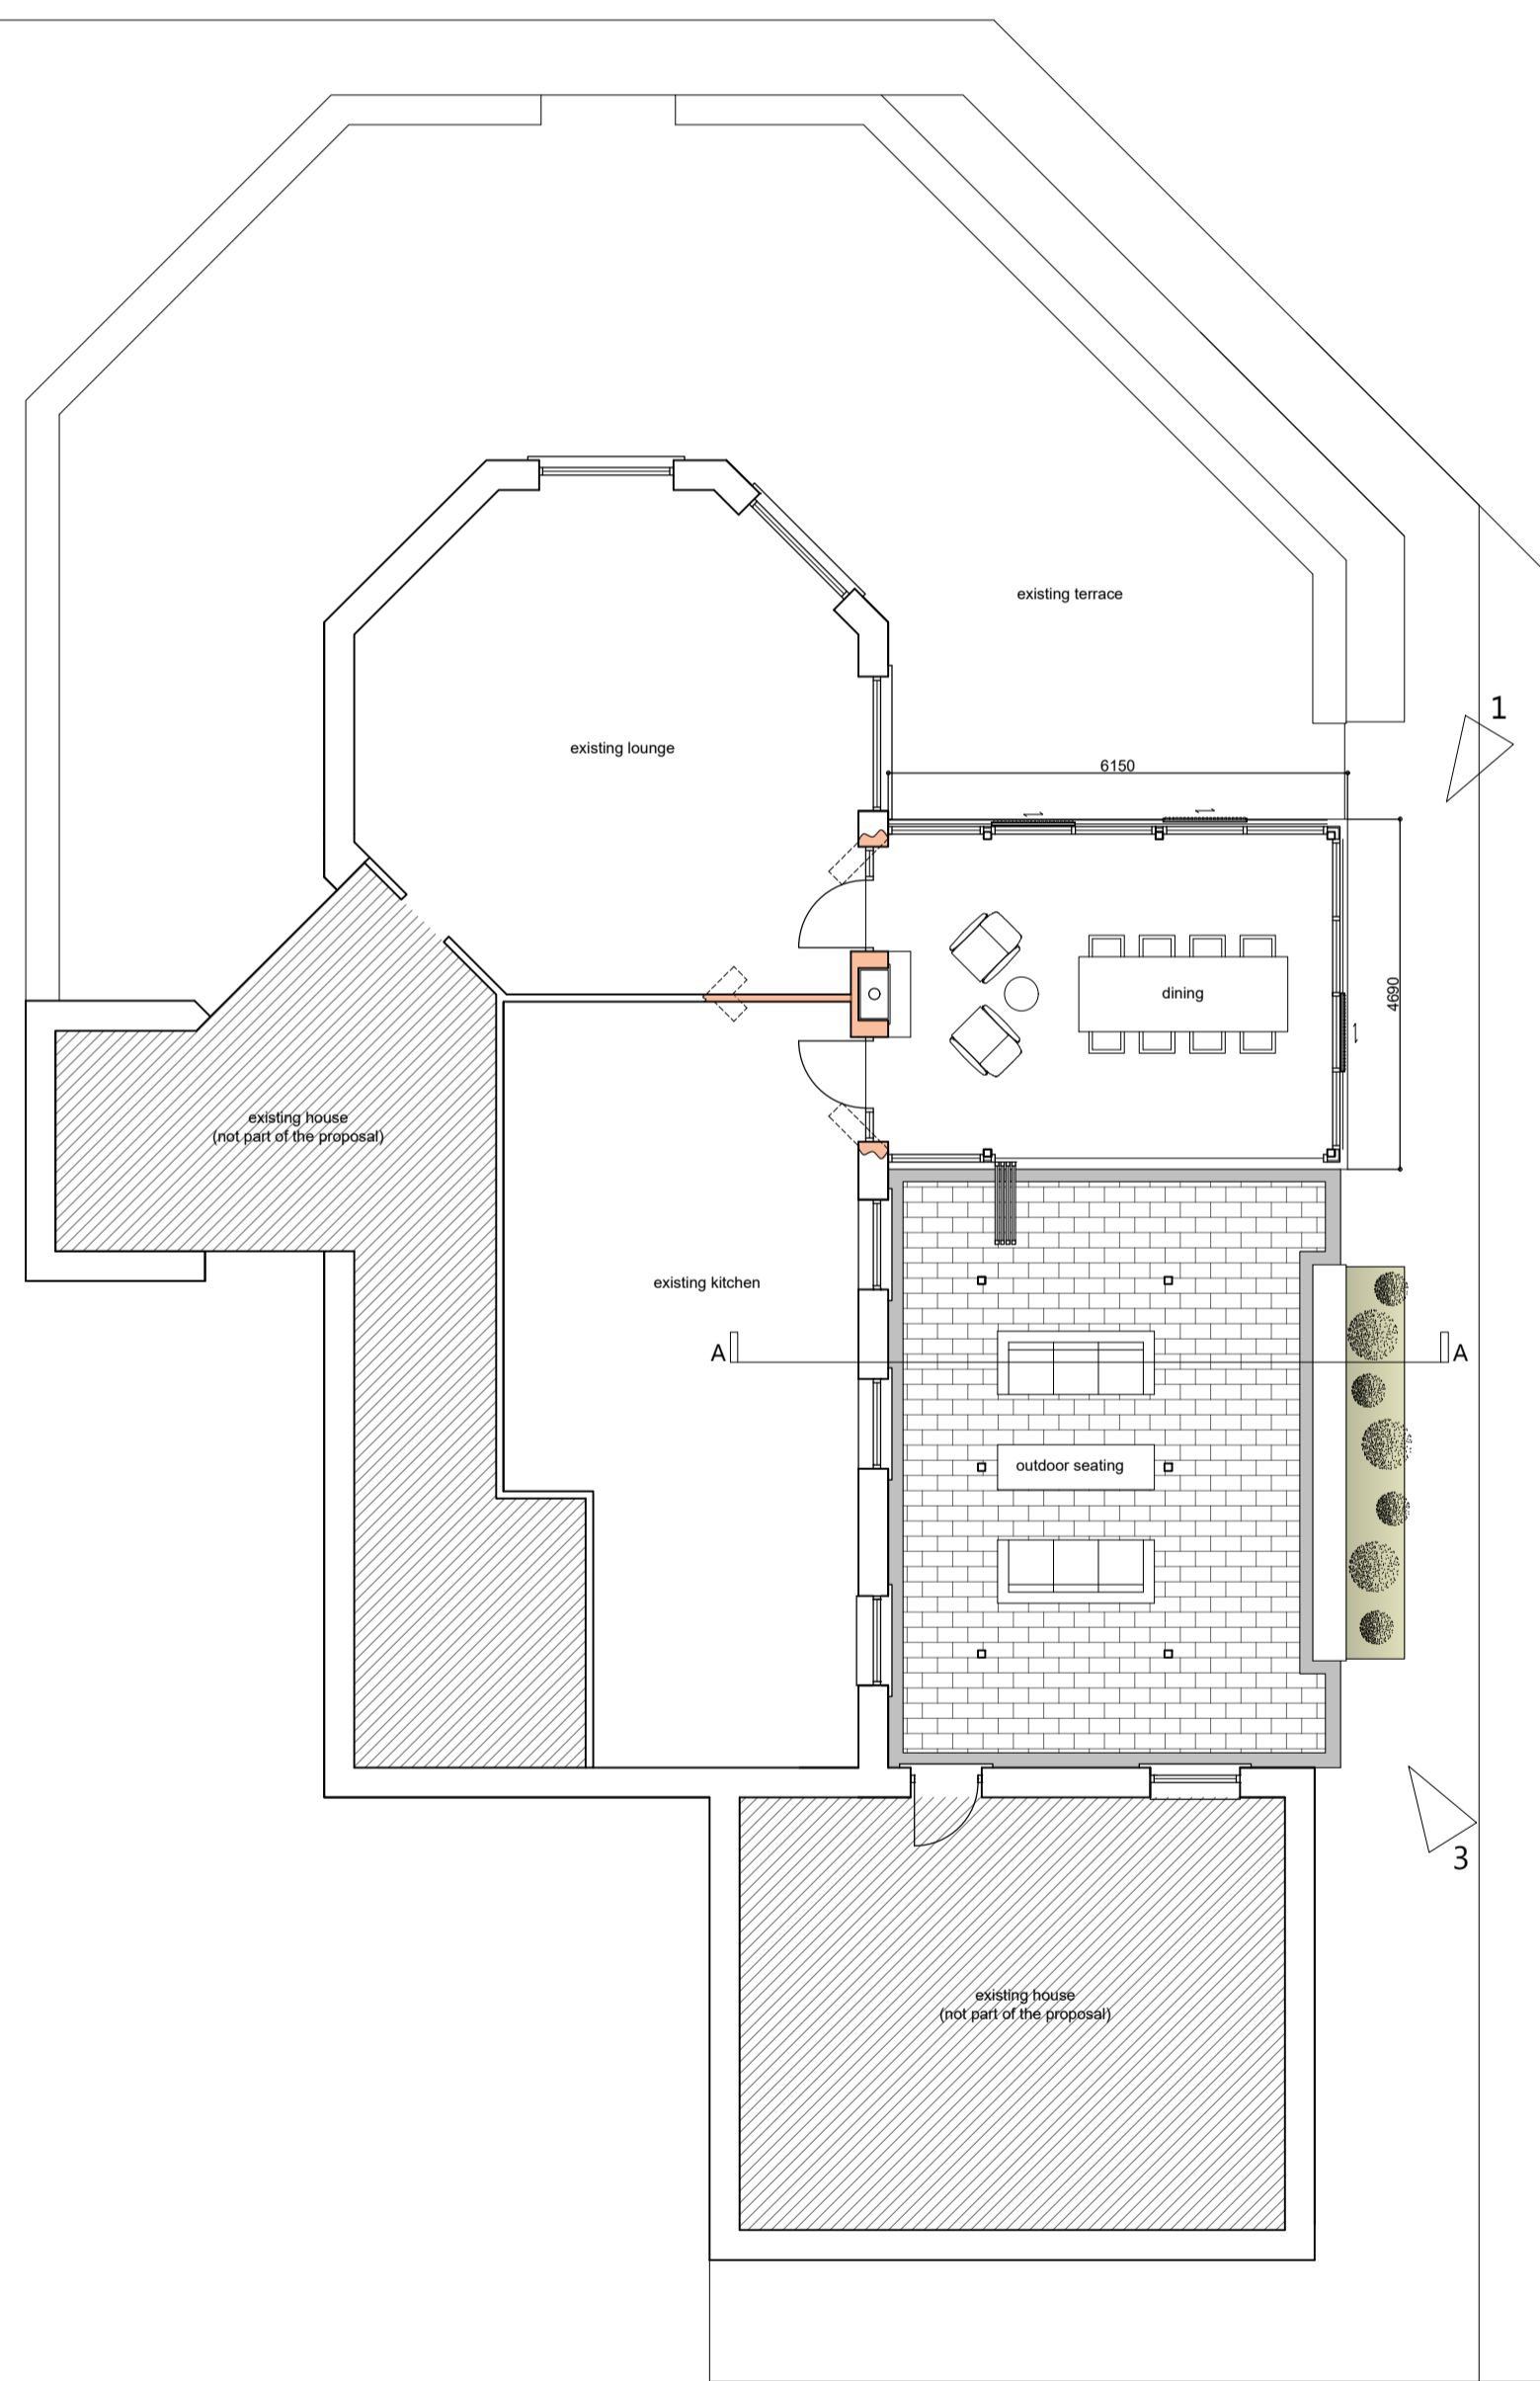 existing terrace
1
existing lounge
6150
dining
4690
existing house
(not part of the proposal)
existing kitchen
A
A
outdoor seating
3
existing house
(not part of the proposal)